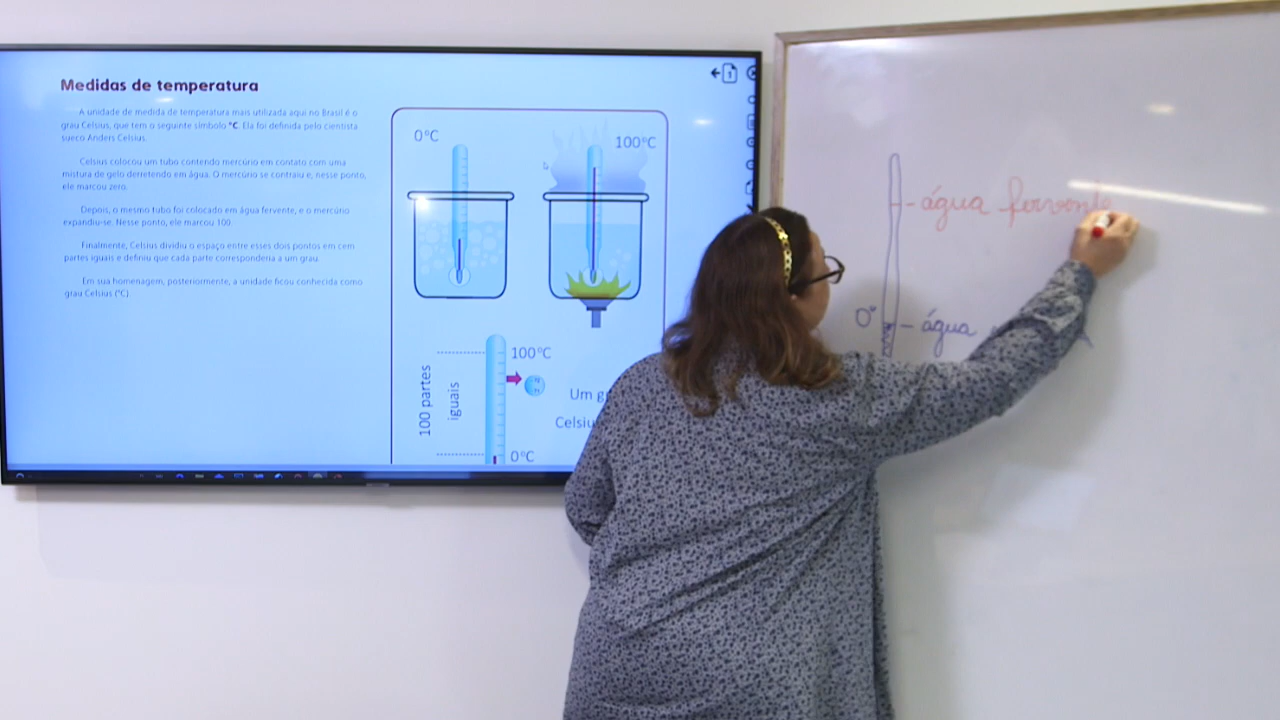 Medidas de temperatura
A unidade de medida de temperatura mais utilizada aqui no Brasil é o
grau Celsius, que tem o seguinte símbolo °C. Ela foi definida pelo cientista
sueco Anders Celsius.
Celsius colocou um tubo contendo mercúrio em contato com uma
mistura de gelo derretendo em água. O mercúrio se contraiu e, nesse ponto,
ele marcou zero.
Depois, o mesmo tubo foi colocado em água fervente, e o mercúrio
expandiu-se. Nesse ponto, ele marcou 100.
Finalmente, Celsius dividiu o espaço entre esses dois pontos em cem
partes iguais e definiu que cada parte corresponderia a um grau.
Em sua homenagem, posteriormente, a unidade ficou conhecida como
grau Celsius (°C)
0°C
100°C
100 partes
iguais
100°C
Um
0°C
- água fervente
0° - água